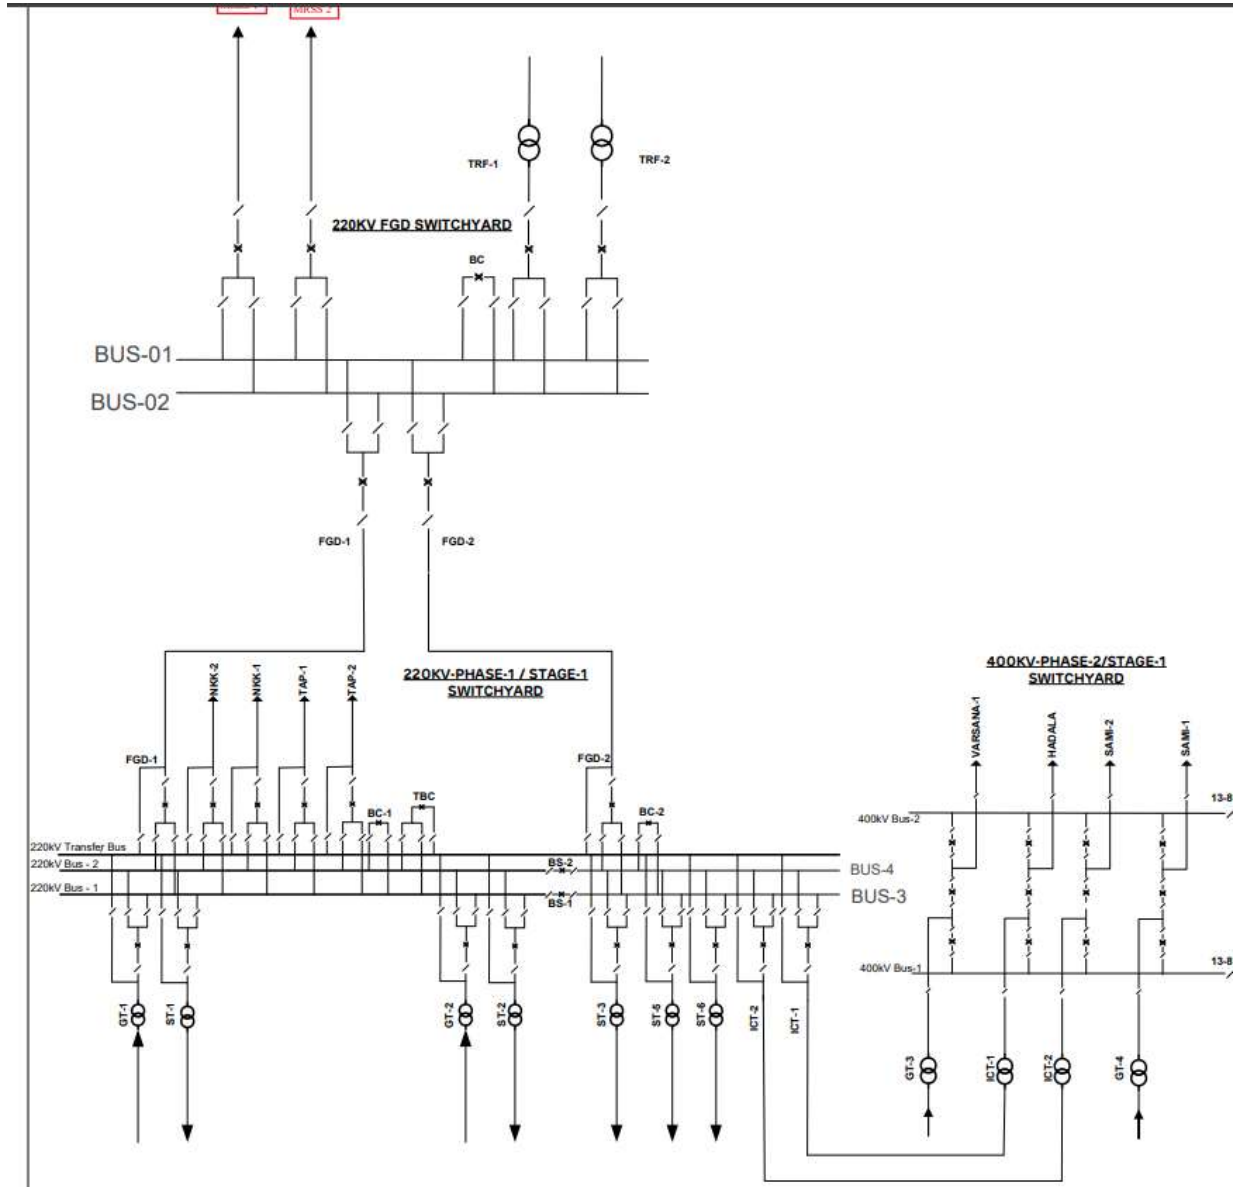 MRSS 2
TRF-1
TRF-2
220KV FGD SWITCHYARD
BC
BUS-01
BUS-02
FGD-1
FGD-2
220KV-PHASE-1 / STAGE-1
SWITCHYARD
400KV-PHASE-2/STAGE-1
SWITCHYARD
NKK-2
NKK-1
TAP-1
TAP-2
VARSANA-1
HADALA
SAMI-2
SAMI-1
FGD-1
FGD-2
BC-1
TBC
BC-2
13-8
400kV Bus-2
220kV Transfer Bus
220kV Bus - 2
BS-2
BUS-4
220kV Bus - 1
BS-1
BUS-3
400kV Bus-1
13-8
GT-1
ST-1
GT-2
ST-2
ST-3
ST-5
ST-6
ICT-2
ICT-1
GT-3
ICT-1
ICT-2
GT-4